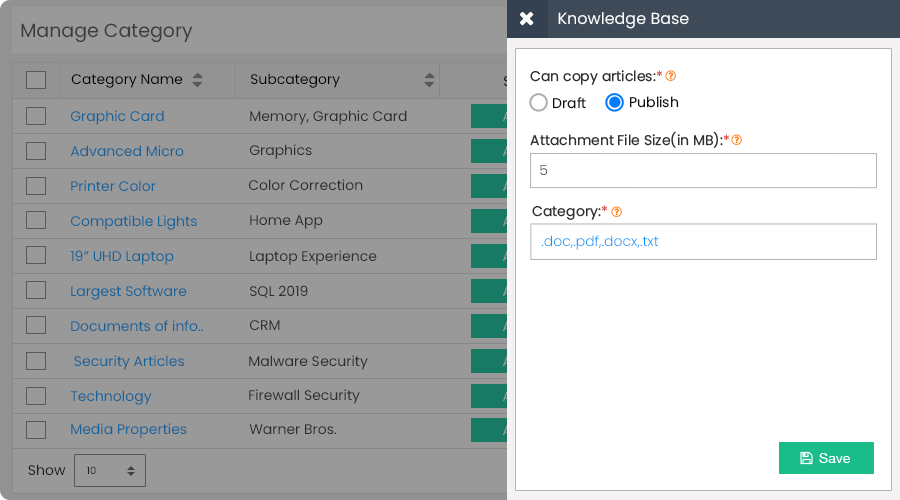 Manage Category
Category Name Subcategory
Graphic Card Memory, Graphic Card
Advanced Micro Graphics
Printer Color Color Correction
Compatible Lights Home App
19” UHD Laptop Laptop Experience
Largest Software SQL 2019
Documents of info.. CRM
Security Articles Malware Security
Technology Firewall Security
Media Properties Warner Bros.
Show 10
Knowledge Base
Can copy articles:*
Draft Publish
Attachment File Size(in MB):*
5
Category:*
.doc,.pdf,.docx,.txt
Save